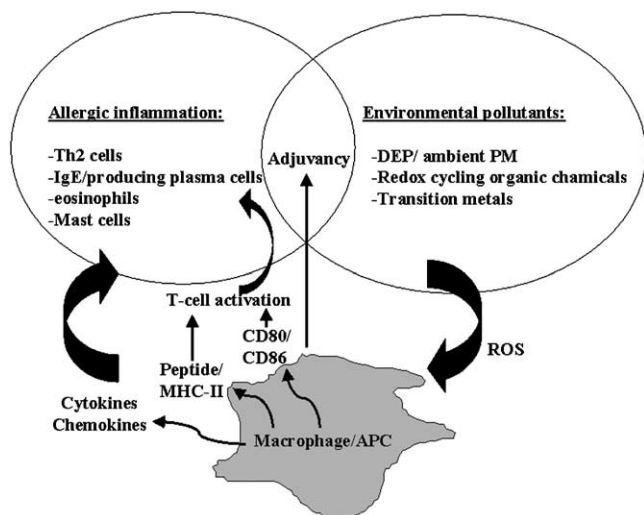 Allergic inflammation:
-Th2 cells
-IgE/producing plasma cells
-eosinophils
-Mast cells
Adjuvancy
Environmental pollutants:
-DEP/ ambient PM
-Redox cycling organic chamicals
-Transition metals
T-cell activation
CD80/
CD86
Peptide/
MHC-II
ROS
Cytokines
Chemokines
Macrophage/APC